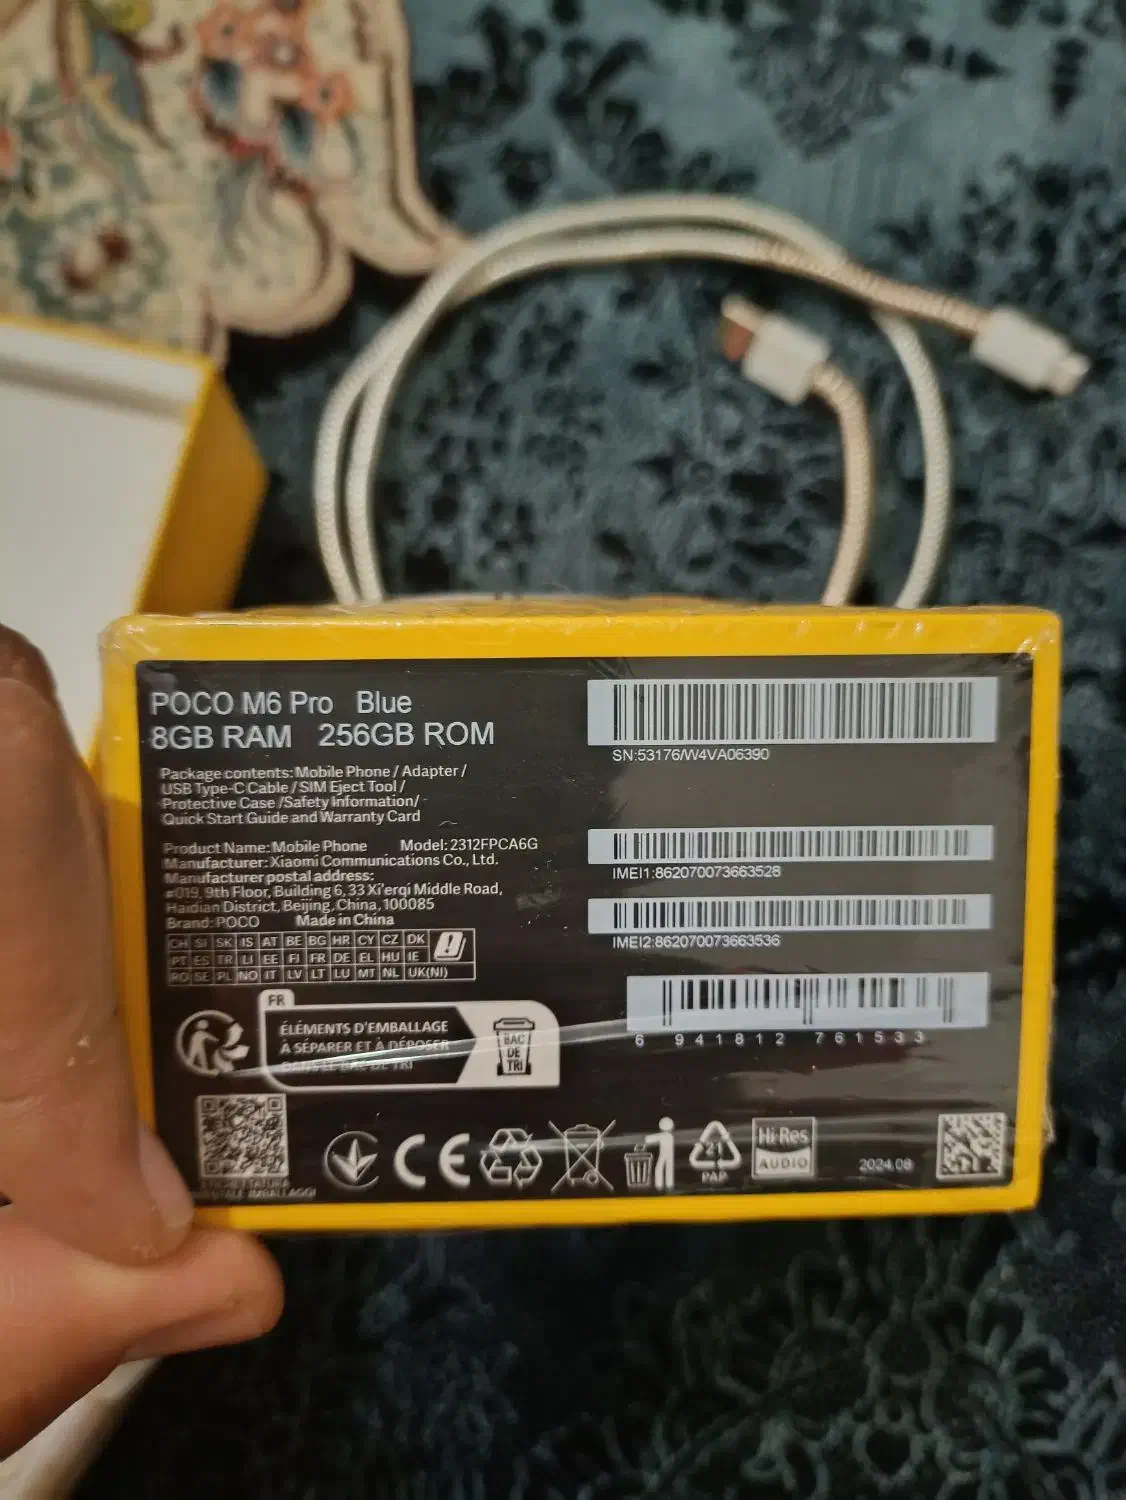 POCO M6 Pro Blue
8GB RAM 256GB ROM
Package contents: Mobile Phone / Adapter /
USB Type-C Cable / SIM Eject Tool /
Protective Case /Safety Information/
Quick Start Guide and Warranty Card
Product Name: Mobile Phone Model: 2312FPCA6G
Manufacturer: Xiaomi Communications Co., Ltd.
Manufacturer postal address:
#019, 9th Floor, Building 6, 33 Xi'erqi Middle Road,
Haidian District, Beijing, China, 100085
Brand: POCO Made in China
CH SI SK IS AT BE BG HR CY CZ DK
PT ES TR LI EE FI FR DE EL HU IE
RO SE PL NO IT LV LT LU MT NL UK(NI)
FR
ÉLÉMENTS D'EMBALLAGE
À SÉPARER ET À DÉPOSER
DANS LE BAC DE TRI
BAC
DE
TRI
SN:53176/W4VA06390
IMEI1:862070073663528
IMEI2:862070073663536
6 941812 761533
CE
21
PAP
Hi-Res
AUDIO
2024.08